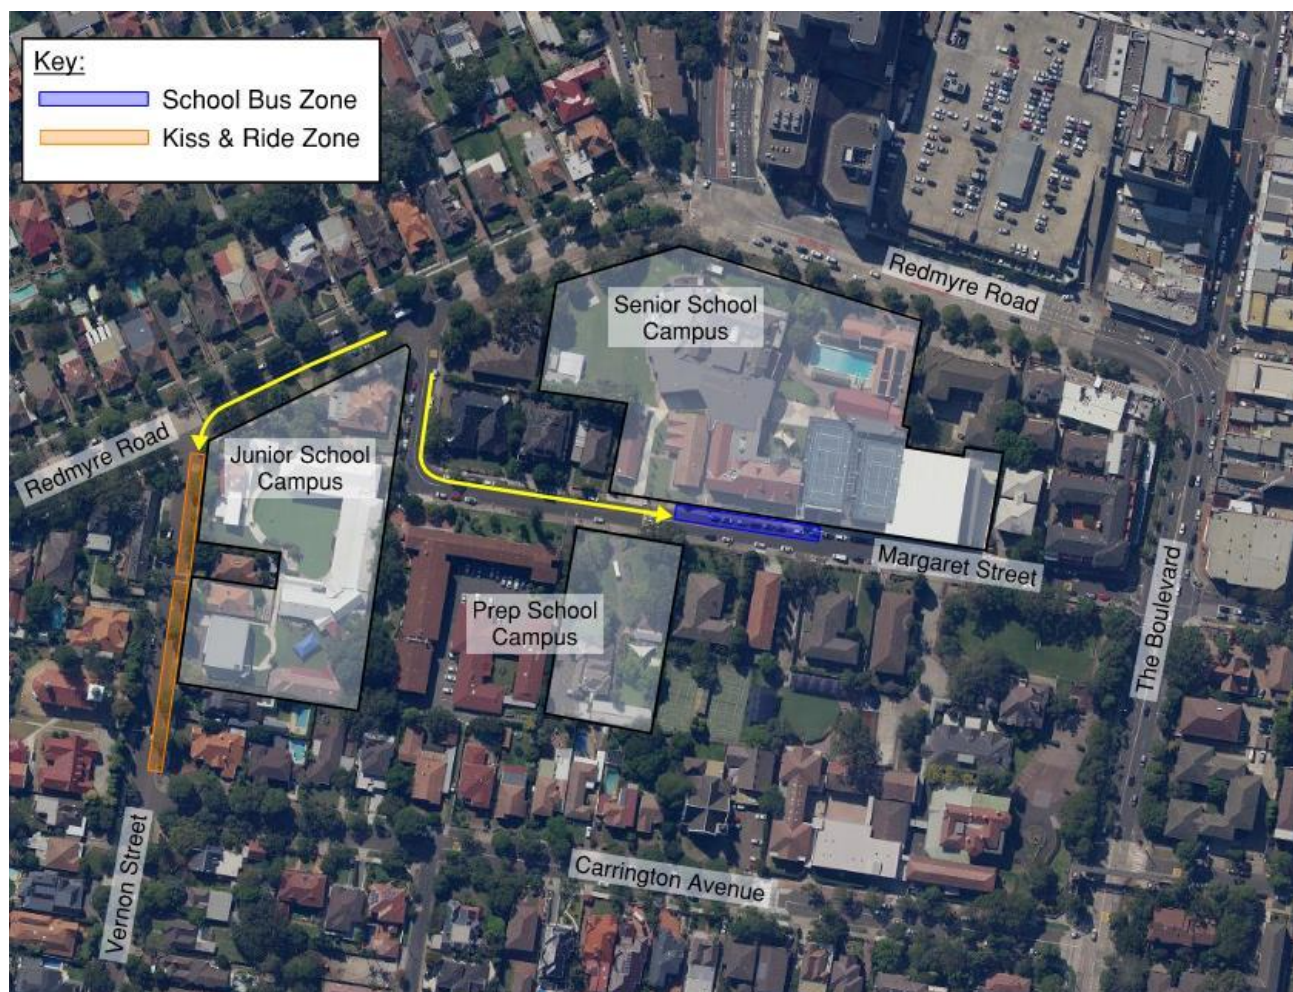 Key:
School Bus Zone
Kiss & Ride Zone
Redmyre Road
Senior School
Campus
Redmyre Road
Junior School
Campus
Margaret Street
Prep School
Campus
The Boulevard
Vernon Street
Carrington Avenue